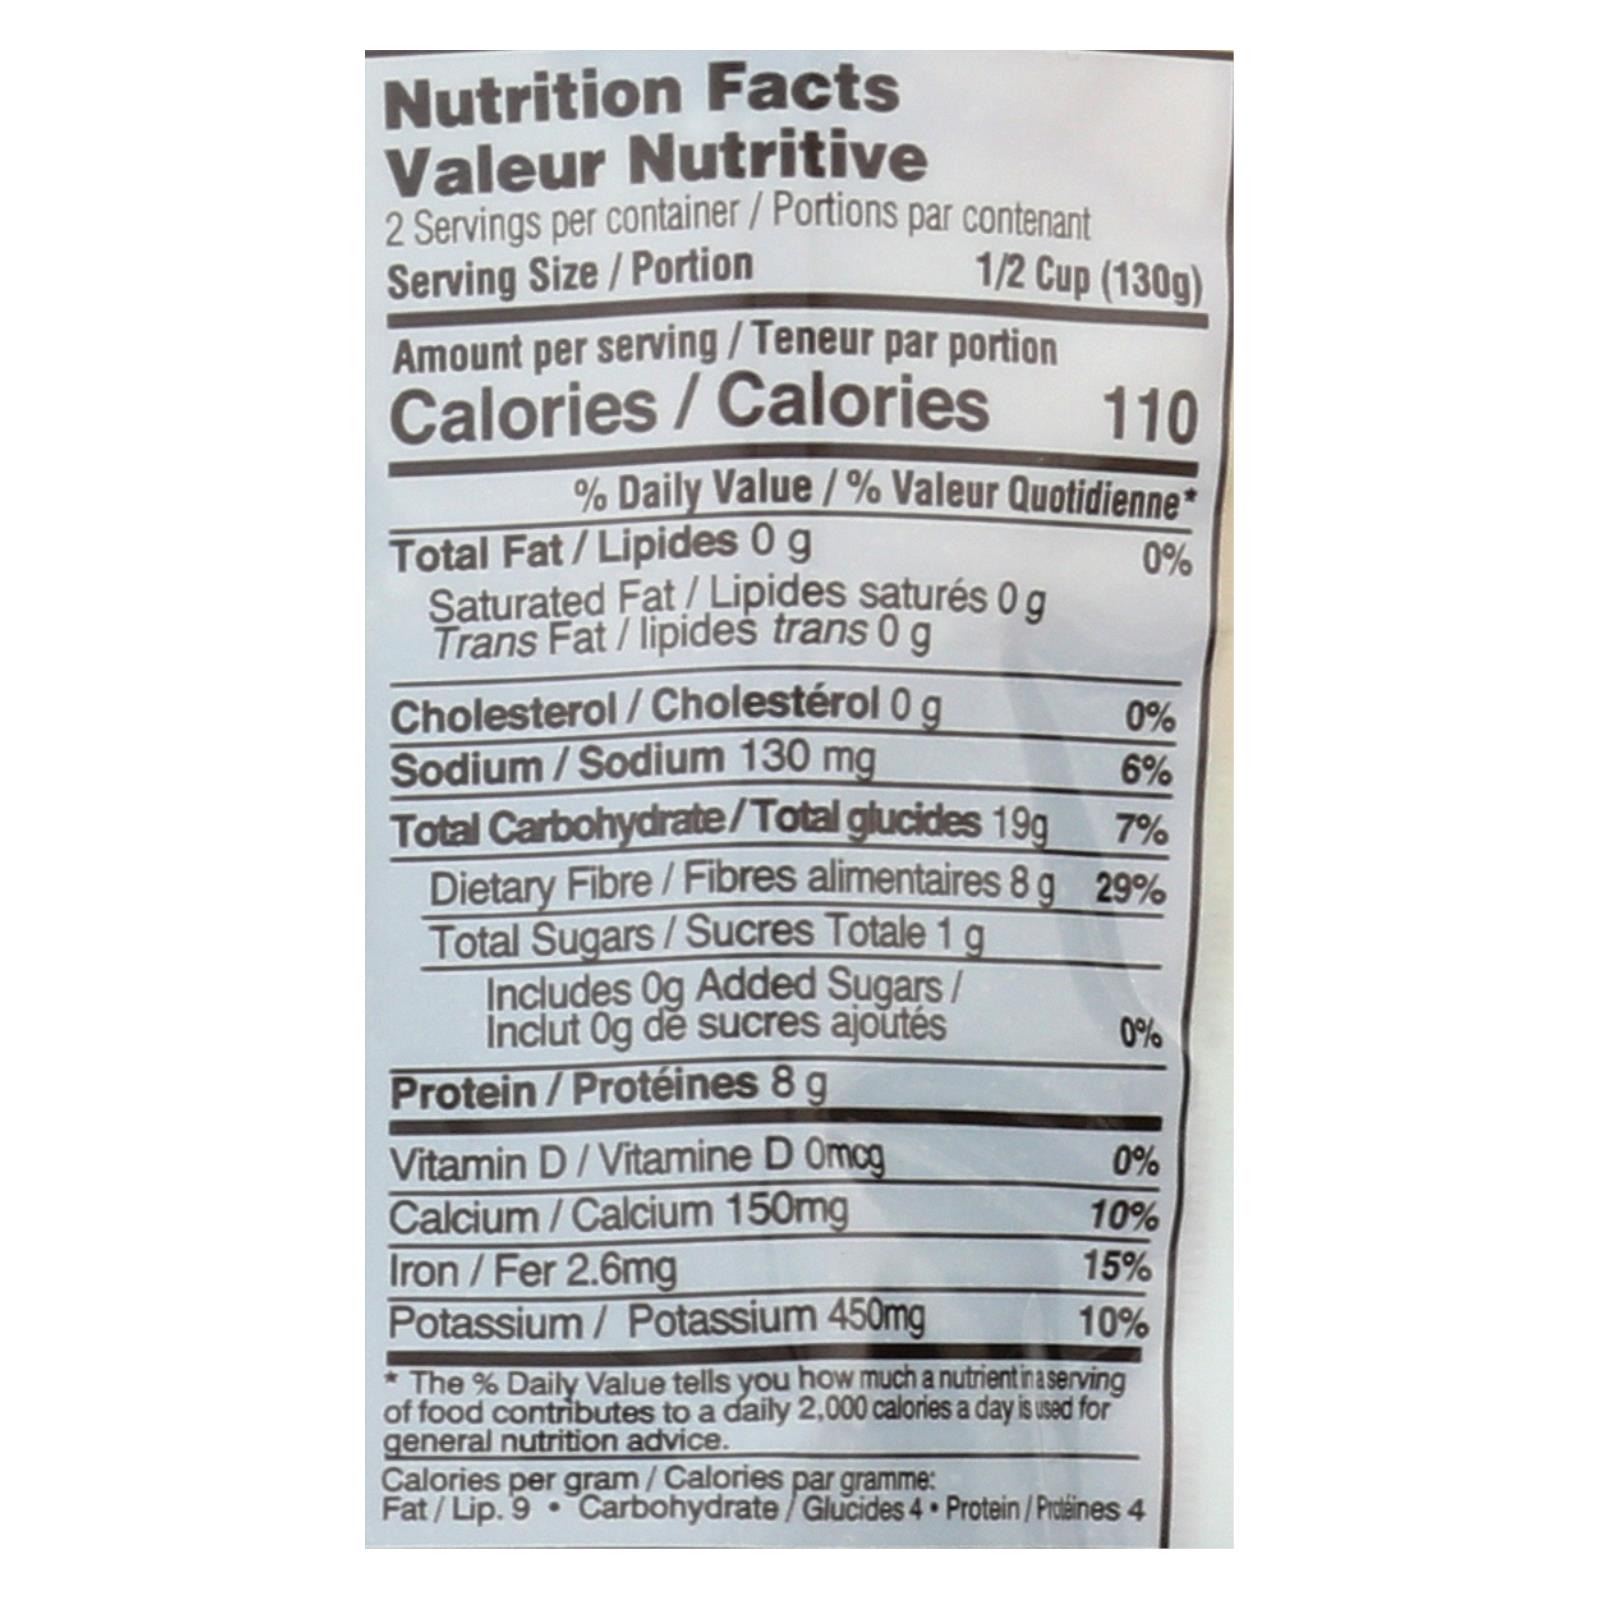 Nutrition Facts
Valeur Nutritive
2 Servings per container / Portions par contenant
Serving Size / Portion 1/2 Cup (130g)
Amount per serving / Teneur par portion
Calories / Calories 110
% Daily Value / % Valeur Quotidienne*
Total Fat / Lipides 0 g 0%
Saturated Fat / Lipides saturés 0 g
Trans Fat / lipides trans 0 g
Cholesterol / Cholestérol 0 g 0%
Sodium / Sodium 130 mg 6%
Total Carbohydrate / Total glucides 19g 7%
Dietary Fibre / Fibres alimentaires 8 g 29%
Total Sugars / Sucres Totale 1 g
Includes 0g Added Sugars /
Inclut 0g de sucres ajoutés 0%
Protein / Protéines 8 g
Vitamin D / Vitamine D 0mcg 0%
Calcium / Calcium 150mg 10%
Iron / Fer 2.6mg 15%
Potassium / Potassium 450mg 10%
* The % Daily Value tells you how much a nutrient in a serving
of food contributes to a daily 2,000 calories a day is used for
general nutrition advice.
Calories per gram / Calories par gramme:
Fat / Lip. 9 • Carbohydrate / Glucides 4 • Protein / Protéines 4